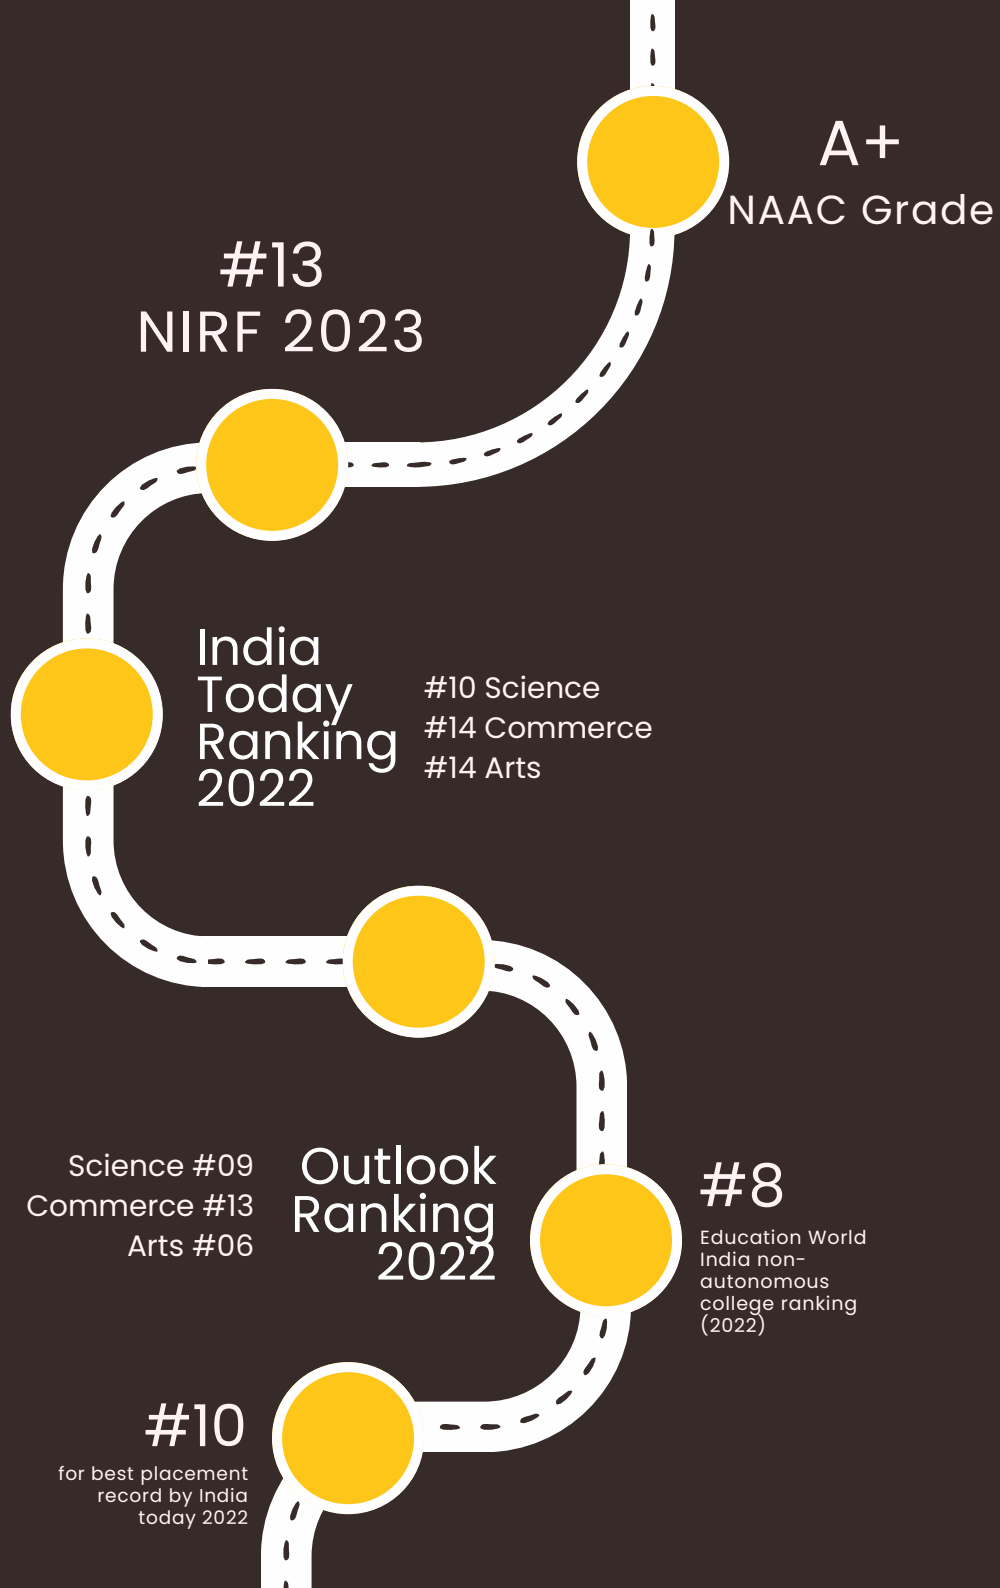 A+
NAAC Grade
#13
NIRF 2023
India
Today
Ranking
2022
#10 Science
#14 Commerce
#14 Arts
Science #09
Commerce #13
Arts #06
Outlook
Ranking
2022
#8
Education World
India non-
autonomous
college ranking
(2022)
#10
for best placement
record by India
today 2022